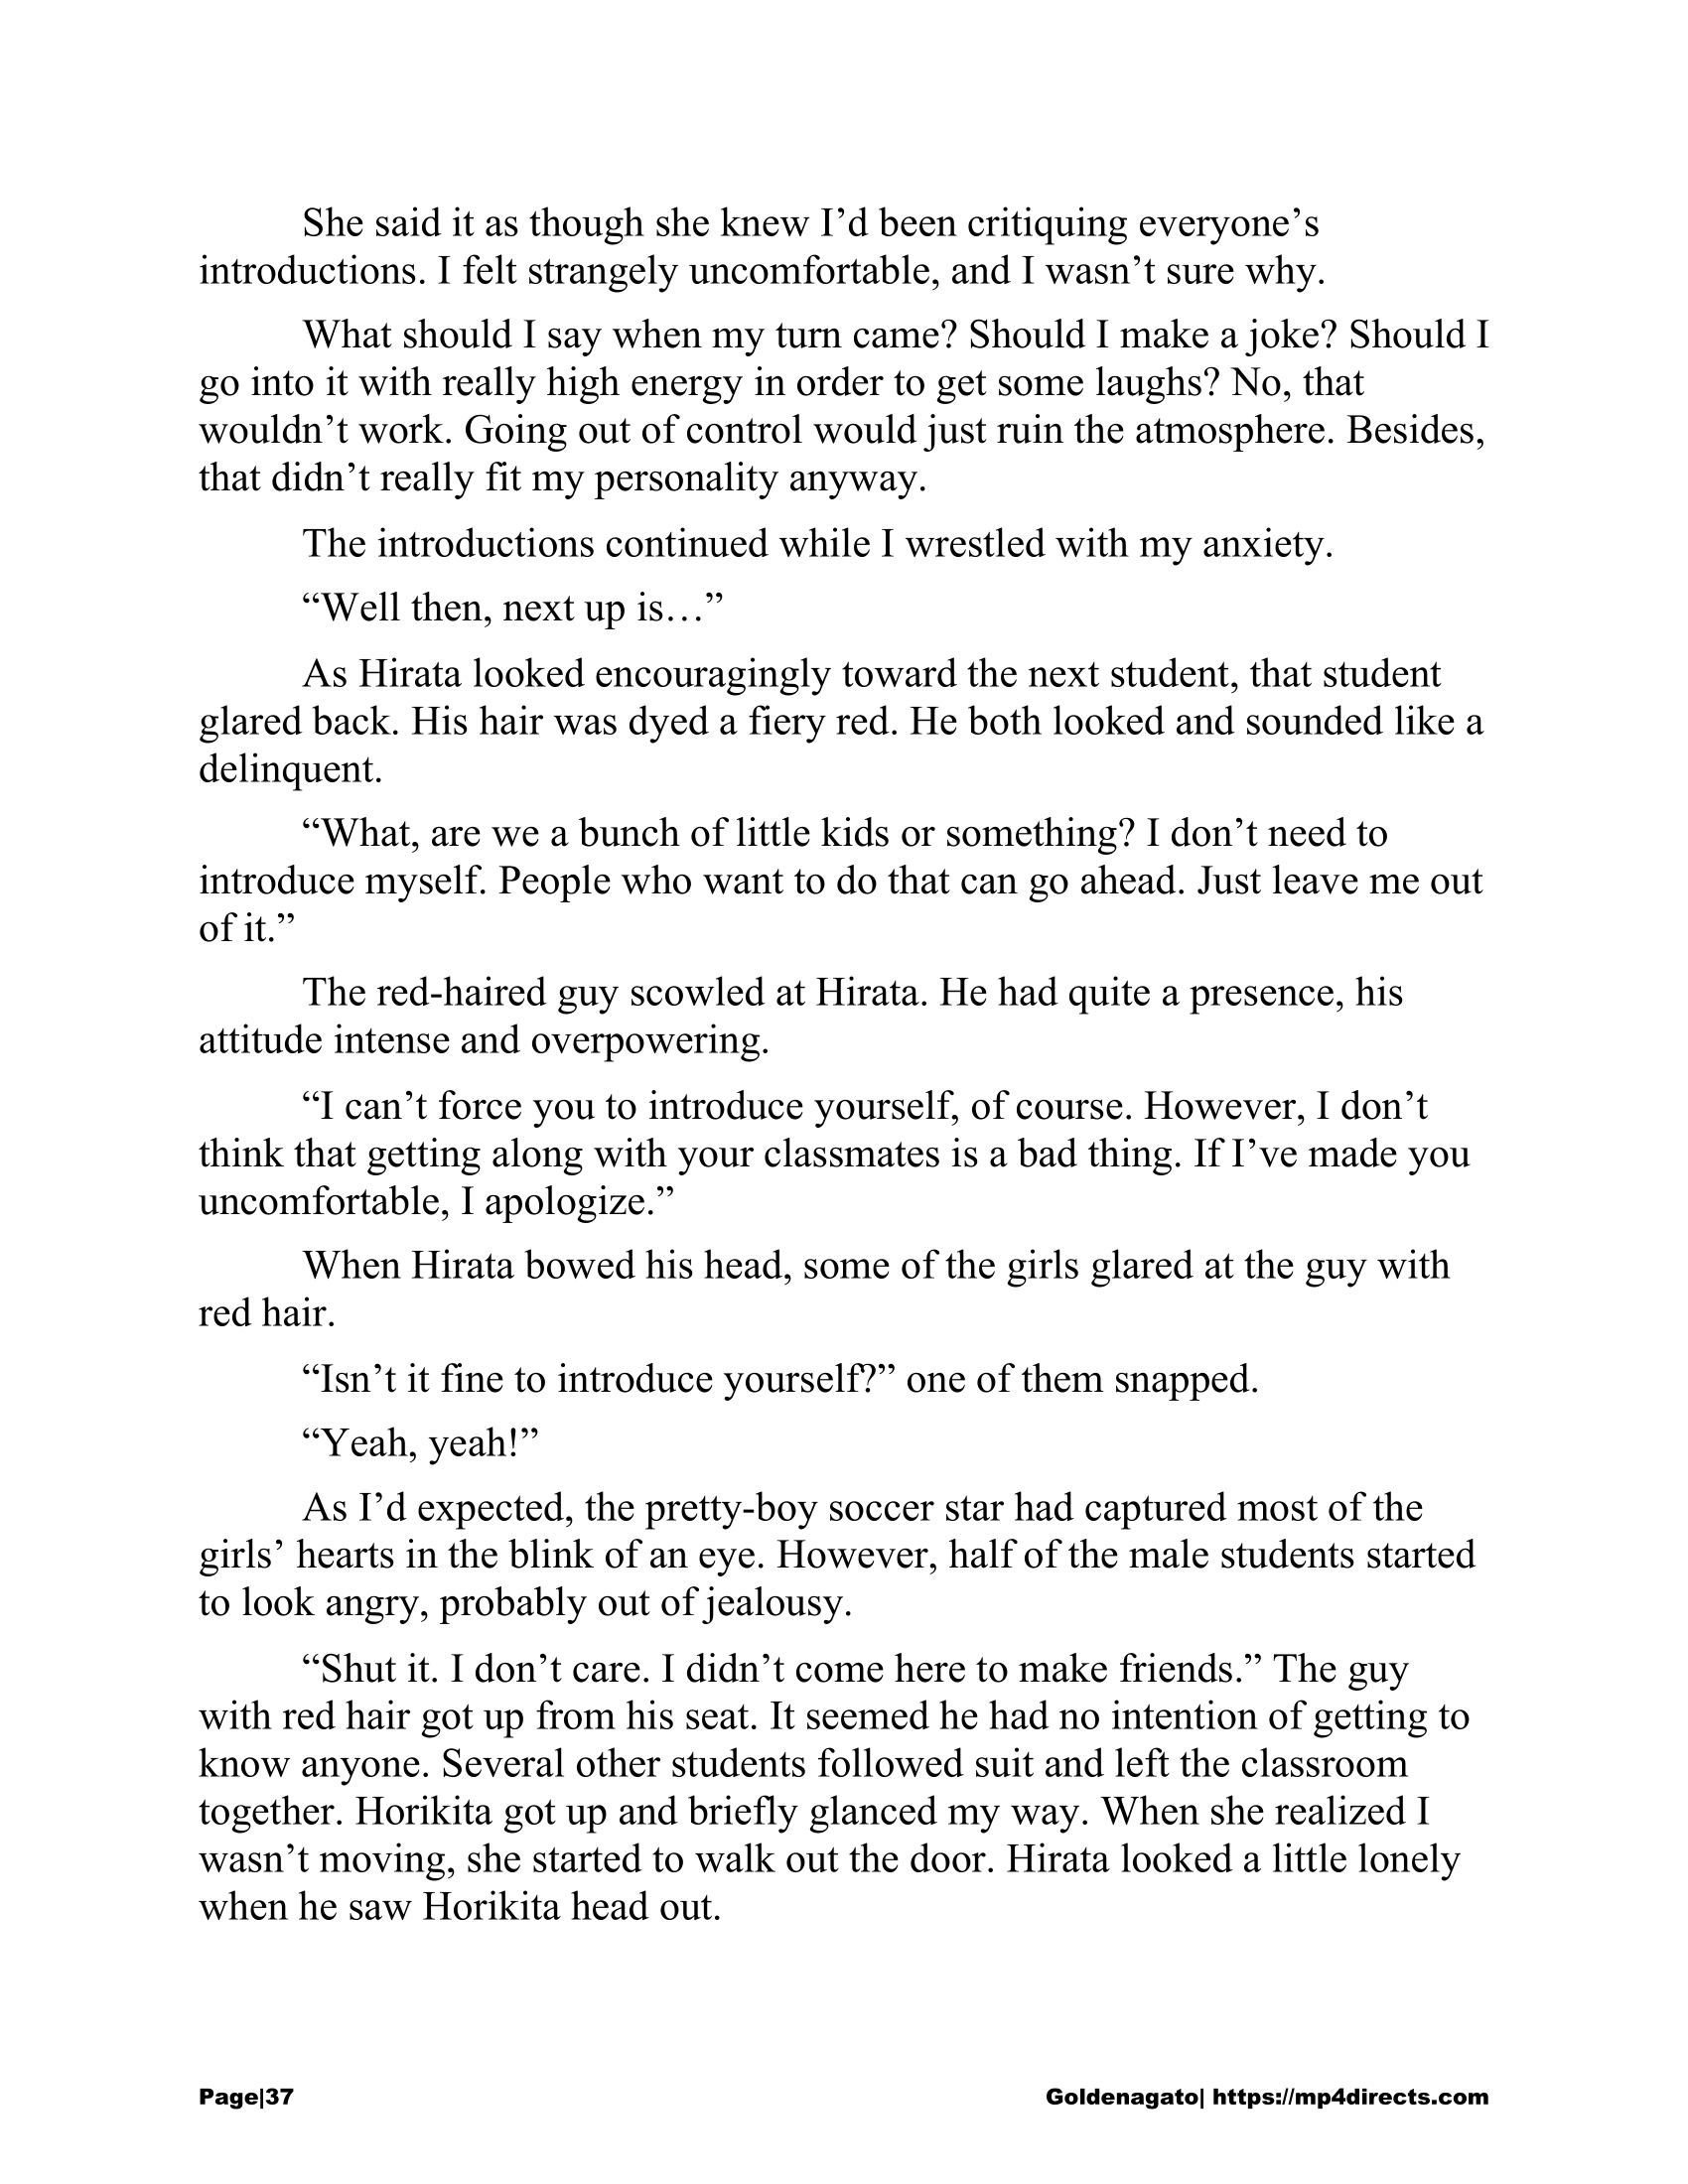 She said it as though she knew I’d been critiquing everyone’s
introductions. I felt strangely uncomfortable, and I wasn’t sure why.
What should I say when my turn came? Should I make a joke? Should I
go into it with really high energy in order to get some laughs? No, that
wouldn’t work. Going out of control would just ruin the atmosphere. Besides,
that didn’t really fit my personality anyway.
The introductions continued while I wrestled with my anxiety.
“Well then, next up is…”
As Hirata looked encouragingly toward the next student, that student
glared back. His hair was dyed a fiery red. He both looked and sounded like a
delinquent.
“What, are we a bunch of little kids or something? I don’t need to
introduce myself. People who want to do that can go ahead. Just leave me out
of it.”
The red-haired guy scowled at Hirata. He had quite a presence, his
attitude intense and overpowering.
“I can’t force you to introduce yourself, of course. However, I don’t
think that getting along with your classmates is a bad thing. If I’ve made you
uncomfortable, I apologize.”
When Hirata bowed his head, some of the girls glared at the guy with
red hair.
“Isn’t it fine to introduce yourself?” one of them snapped.
“Yeah, yeah!”
As I’d expected, the pretty-boy soccer star had captured most of the
girls’ hearts in the blink of an eye. However, half of the male students started
to look angry, probably out of jealousy.
“Shut it. I don’t care. I didn’t come here to make friends.” The guy
with red hair got up from his seat. It seemed he had no intention of getting to
know anyone. Several other students followed suit and left the classroom
together. Horikita got up and briefly glanced my way. When she realized I
wasn’t moving, she started to walk out the door. Hirata looked a little lonely
when he saw Horikita head out.
Page|37 Goldenagato| https://mp4directs.com